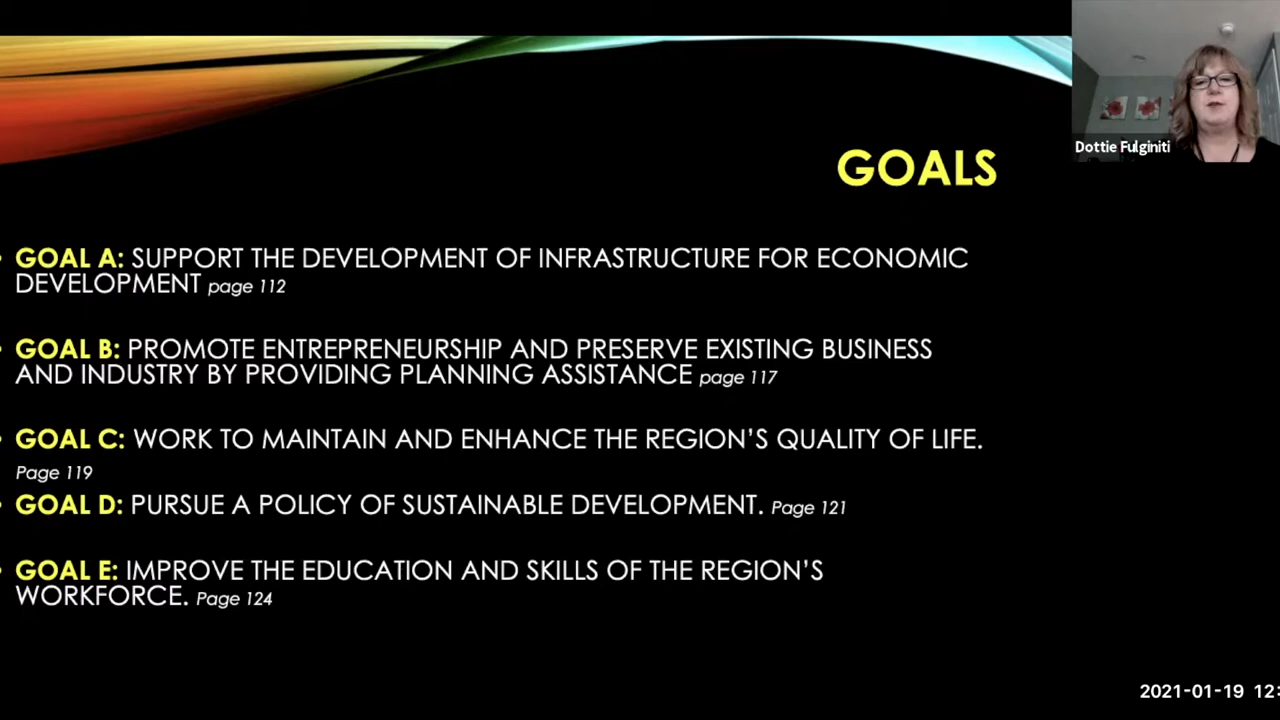 Dottie Fulginiti
GOALS
• GOAL A: SUPPORT THE DEVELOPMENT OF INFRASTRUCTURE FOR ECONOMIC
DEVELOPMENT page 112
• GOAL B: PROMOTE ENTREPRENEURSHIP AND PRESERVE EXISTING BUSINESS
AND INDUSTRY BY PROVIDING PLANNING ASSISTANCE page 117
• GOAL C: WORK TO MAINTAIN AND ENHANCE THE REGION'S QUALITY OF LIFE.
Page 119
• GOAL D: PURSUE A POLICY OF SUSTAINABLE DEVELOPMENT. Page 121
• GOAL E: IMPROVE THE EDUCATION AND SKILLS OF THE REGION'S
WORKFORCE. Page 124
2021-01-19 12: